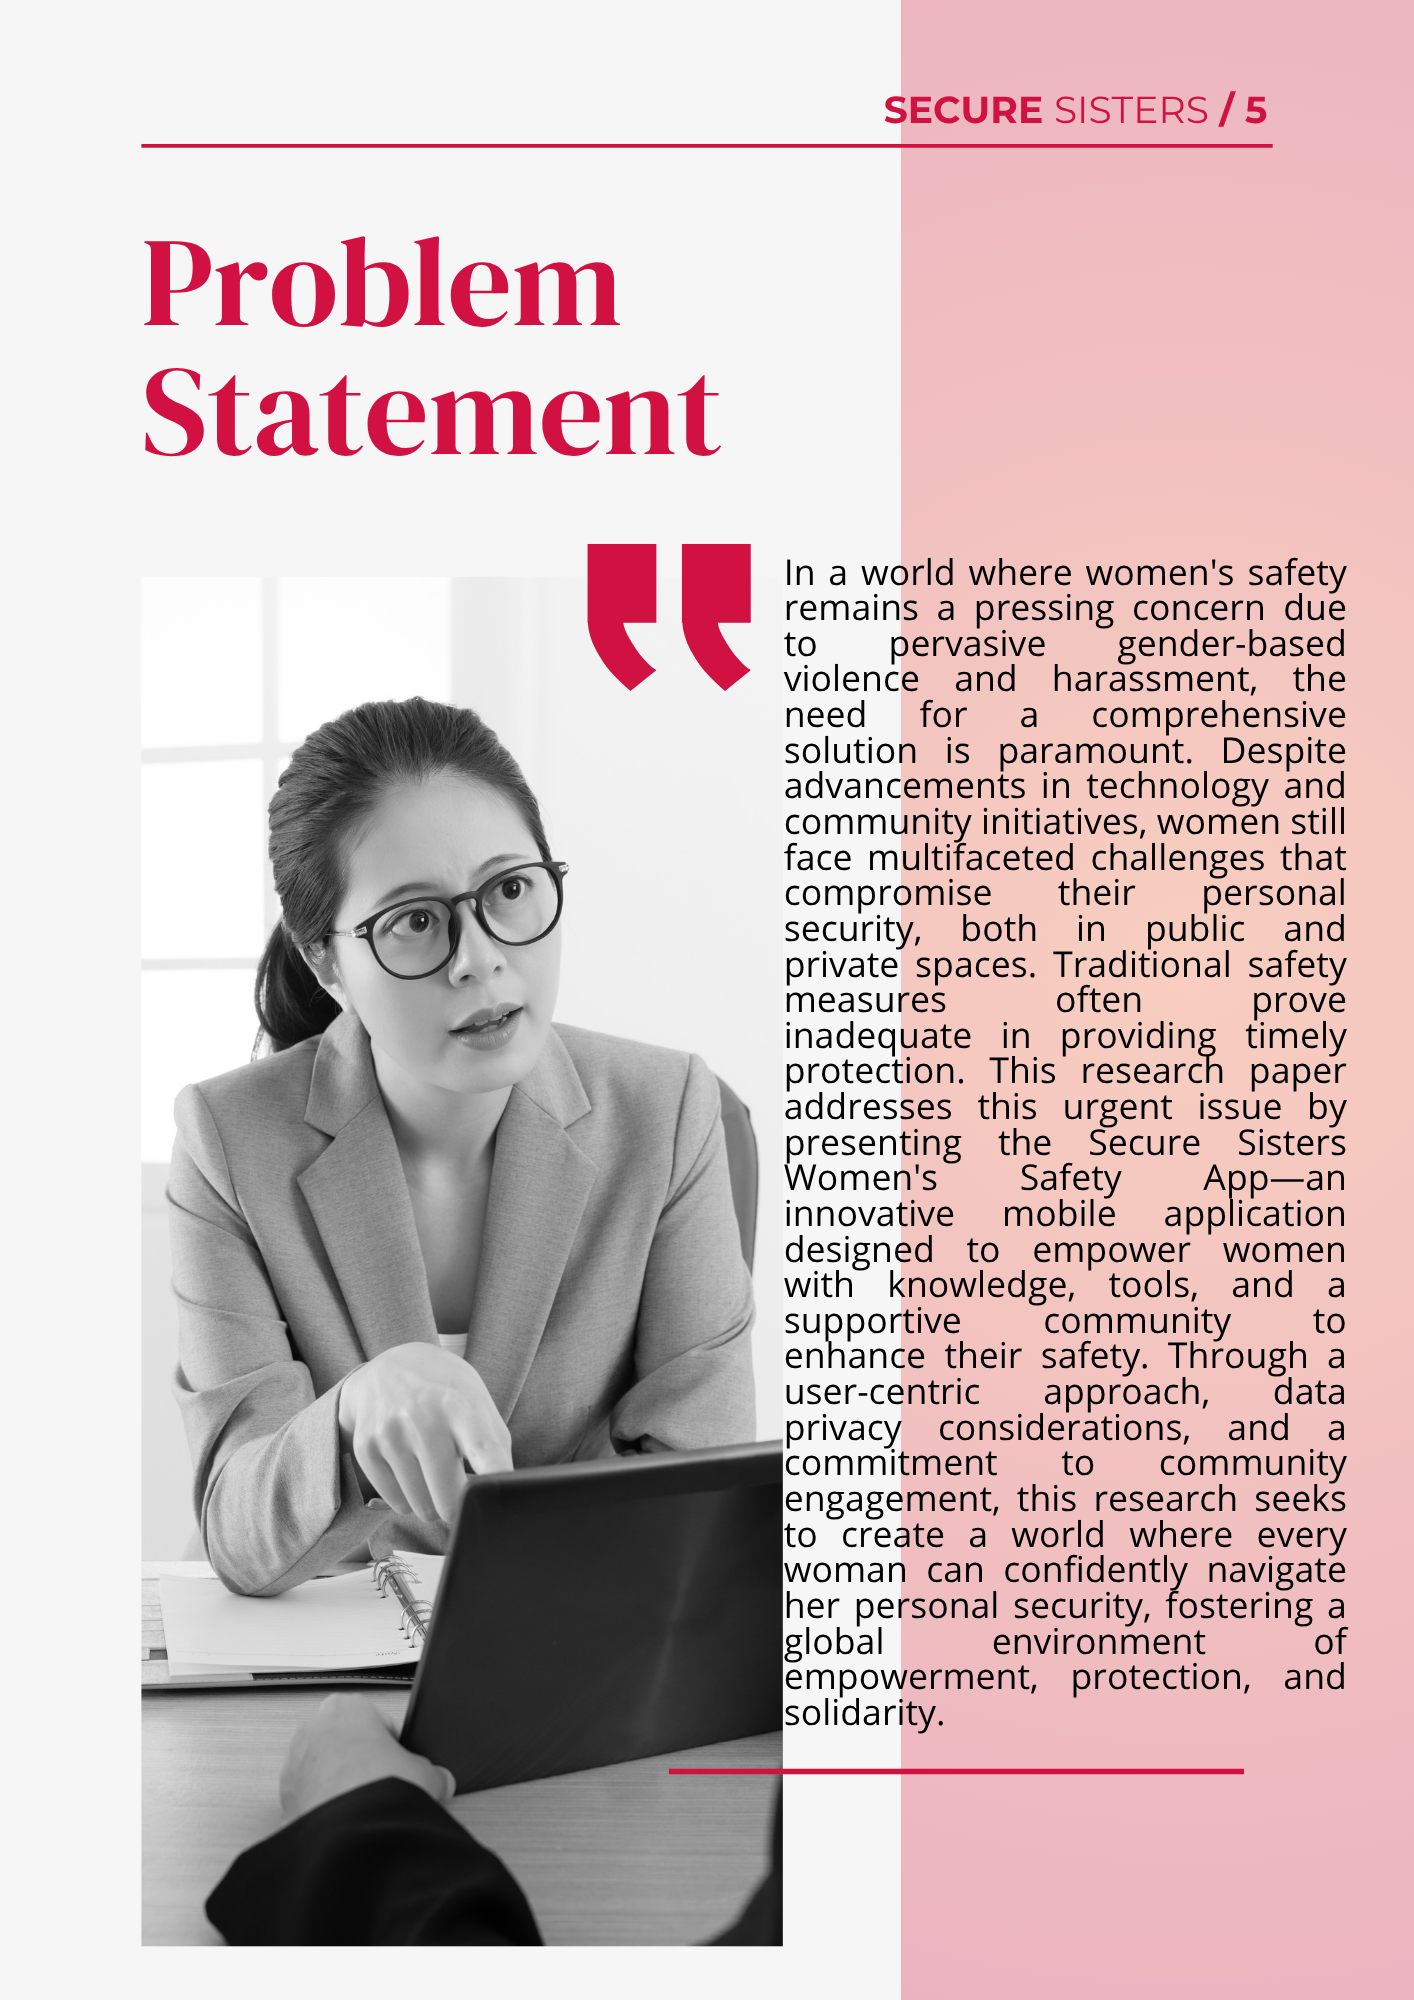 SECURE SISTERS / 5
Problem
Statement
In a world where women's safety
remains a pressing concern due
to pervasive gender-based
violence and harassment, the
need for a comprehensive
solution is paramount. Despite
advancements in technology and
community initiatives, women still
face multifaceted challenges that
compromise their personal
security, both in public and
private spaces. Traditional safety
measures often prove
inadequate in providing timely
protection. This research paper
addresses this urgent issue by
presenting the Secure Sisters
Women's Safety App—an
innovative mobile application
designed to empower women
with knowledge, tools, and a
supportive community to
enhance their safety. Through a
user-centric approach, data
privacy considerations, and a
commitment to community
engagement, this research seeks
to create a world where every
woman can confidently navigate
her personal security, fostering a
global environment of
empowerment, protection, and
solidarity.